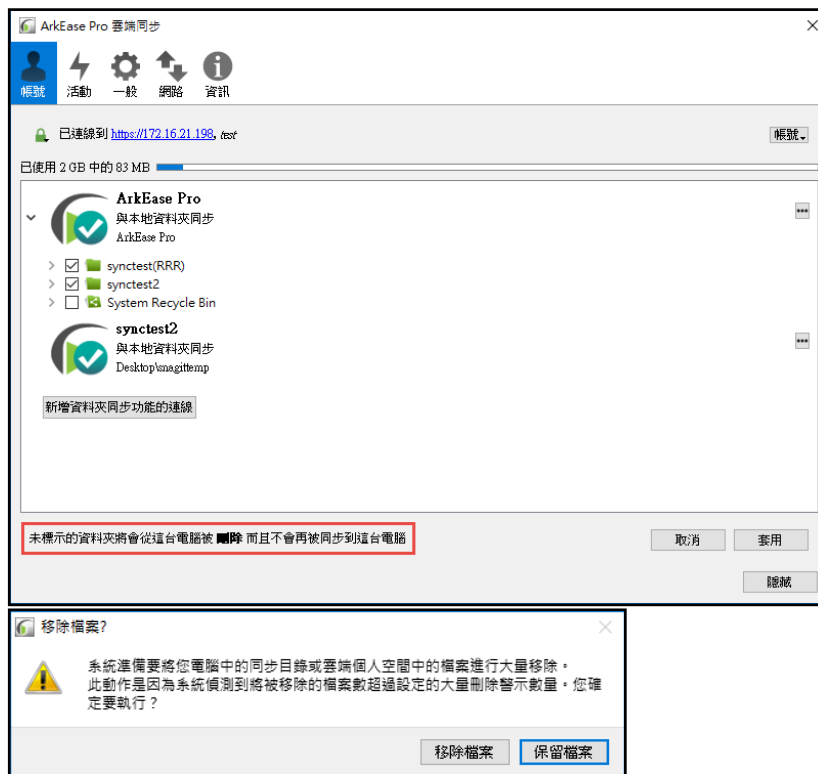 ArkEase Pro 雲端同步
帳號 活動 一般 網路 資訊
已連線到 https://172.16.21.198, test
帳號
已使用 2 GB 中的 83 MB
ArkEase Pro
與本地資料夾同步
ArkEase Pro
synctest(RRR)
synctest2
System Recycle Bin
synctest2
與本地資料夾同步
Desktop\snagittemp
新增資料夾同步功能的連線
未標示的資料夾將會從這台電腦被 刪除 而且不會再被同步到這台電腦
取消 套用
隱藏
移除檔案?
系統準備要將您電腦中的同步目錄或雲端個人空間中的檔案進行大量移除。
此動作是因為系統偵測到將被移除的檔案數超過設定的大量刪除警示數量。您確
定要執行？
移除檔案 保留檔案